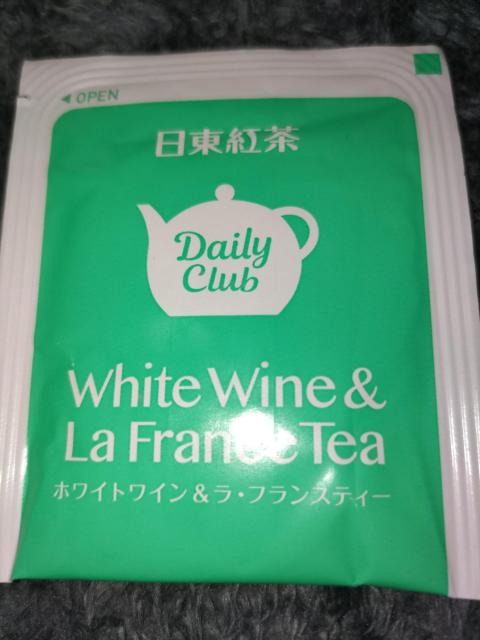 ◀ OPEN
日東紅茶
Daily
Club
White Wine &
La France Tea
ホワイトワイン&ラ・フランスティー